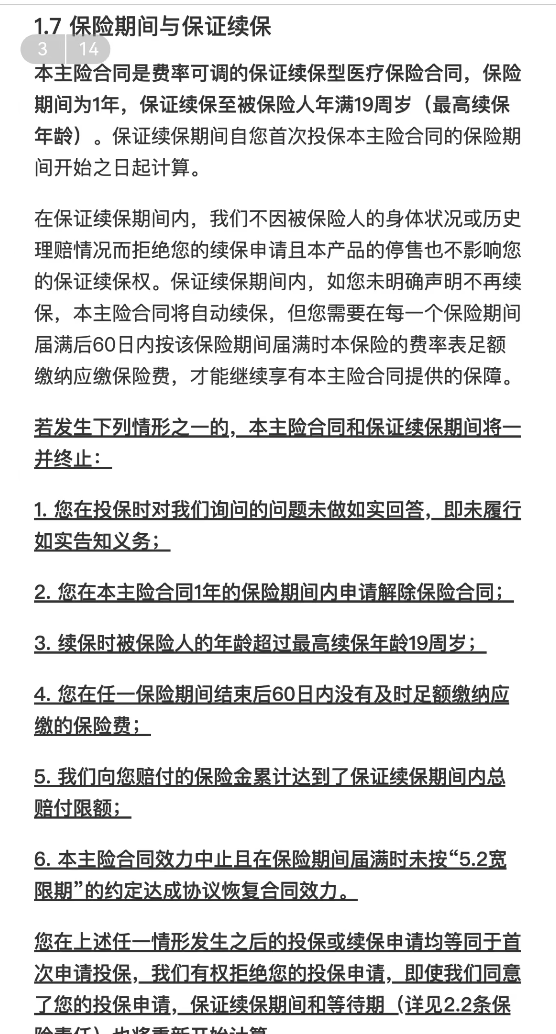 1.7 保险期间与保证续保
3 14
本主险合同是费率可调的保证续保型医疗保险合同，保险
期间为1年，保证续保至被保险人年满19周岁（最高续保
年龄）。保证续保期间自您首次投保本主险合同的保险期
间开始之日起计算。
在保证续保期间内，我们不因被保险人的身体状况或历史
理赔情况而拒绝您的续保申请且本产品的停售也不影响您
的保证续保权。保证续保期间内，如您未明确声明不再续
保，本主险合同将自动续保，但您需要在每一个保险期间
届满后60日内按该保险期间届满时本保险的费率表足额
缴纳应缴保险费，才能继续享有本主险合同提供的保障。
若发生下列情形之一的，本主险合同和保证续保期间将一
并终止：
1. 您在投保时对我们询问的问题未做如实回答，即未履行
如实告知义务；
2. 您在本主险合同1年的保险期间内申请解除保险合同；
3. 续保时被保险人的年龄超过最高续保年龄19周岁；
4. 您在任一保险期间结束后60日内没有及时足额缴纳应
缴的保险费；
5. 我们向您赔付的保险金累计达到了保证续保期间内总
赔付限额；
6. 本主险合同效力中止且在保险期间届满时未按“5.2宽
限期”的约定达成协议恢复合同效力。
您在上述任一情形发生之后的投保或续保申请均等同于首
次申请投保，我们有权拒绝您的投保申请，即使我们同意
了您的投保申请，保证续保期间和等待期（详见2.2条保
险责任）也将重新开始计算